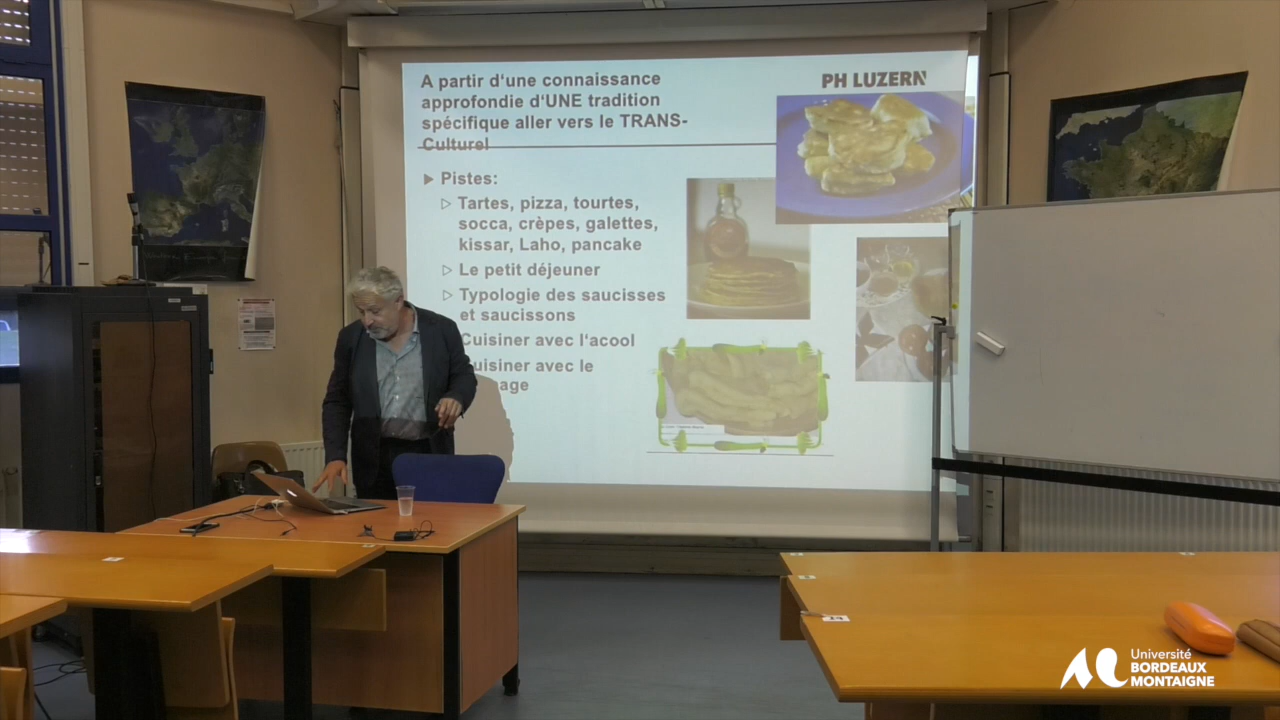 A partir d'une connaissance
approfondie d'UNE tradition
spécifique aller vers le TRANS-
Culturel
PH LUZERN
Pistes:
Tartes, pizza, tourtes,
socca, crèpes, galettes,
kissar, Laho, pancake
Le petit déjeuner
Typologie des saucisses
et saucissons
Cuisiner avec l'acool
uisiner avec le
age
Université
BORDEAUX
MONTAIGNE